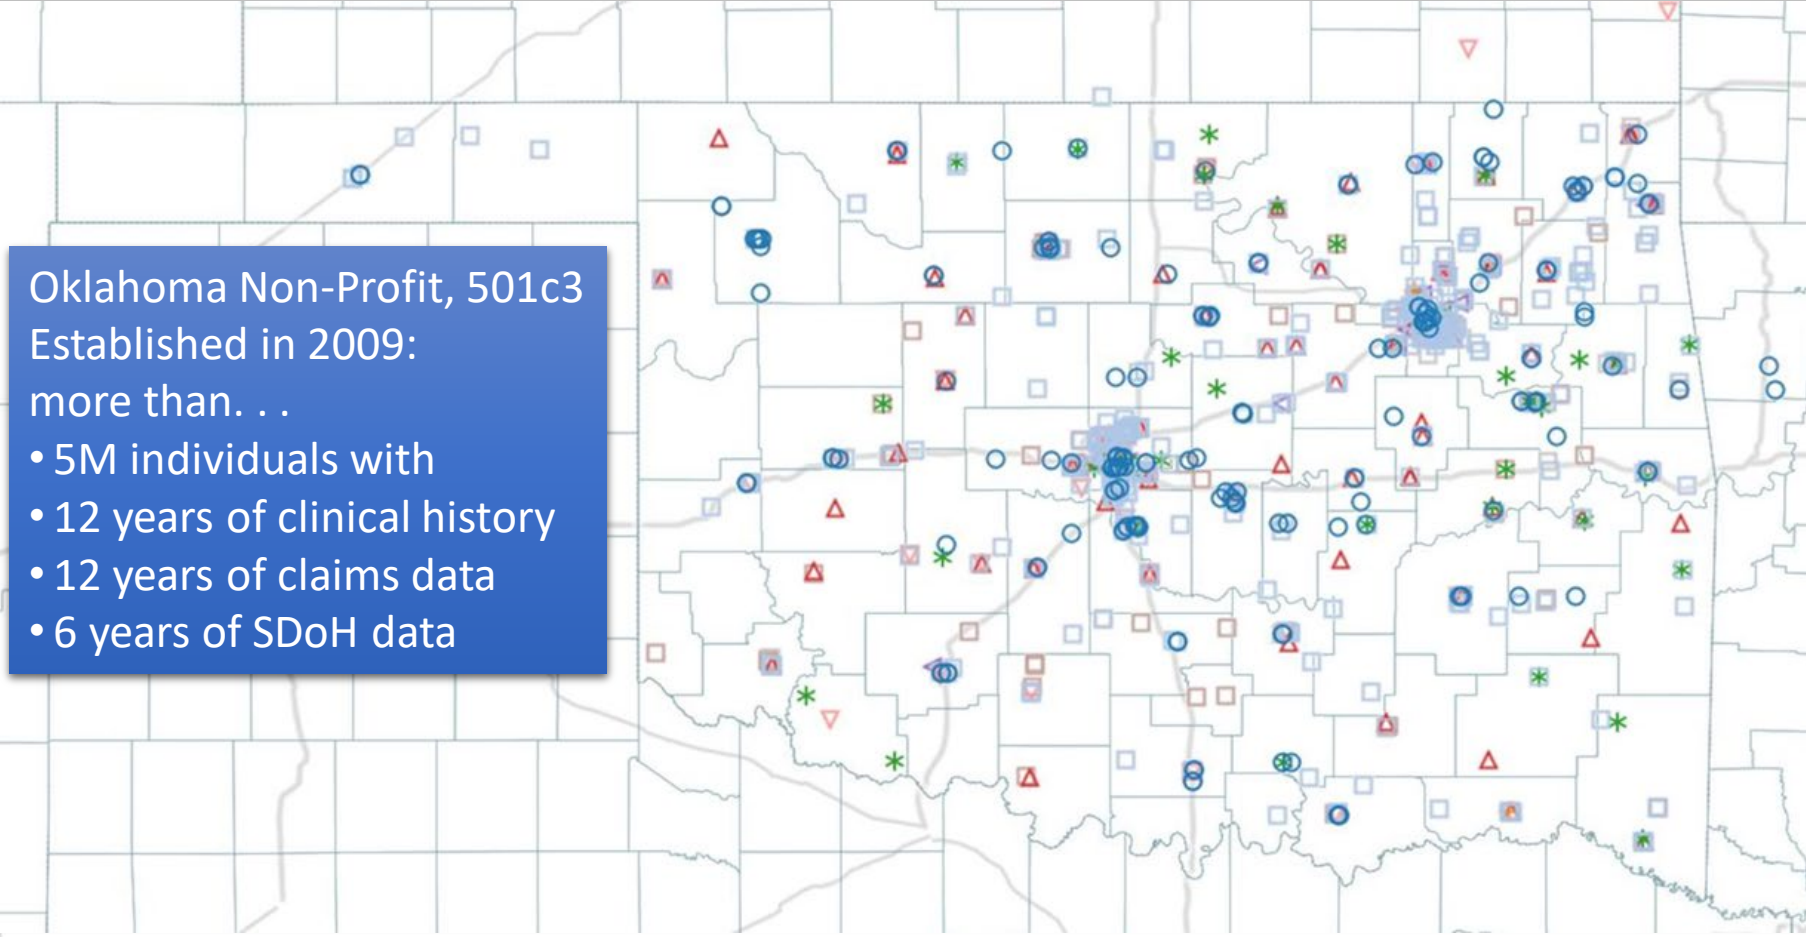 Oklahoma Non-Profit, 501c3
Established in 2009:
more than. . .
• 5M individuals with
• 12 years of clinical history
• 12 years of claims data
• 6 years of SDoH data